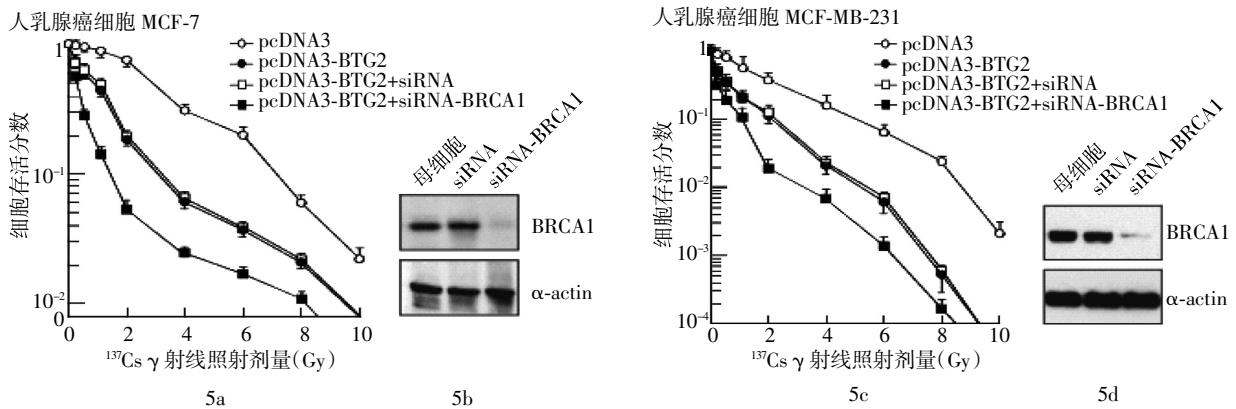 人乳腺癌细胞 MCF-7
pcDNA3
pcDNA3-BTG2
pcDNA3-BTG2+siRNA
pcDNA3-BTG2+siRNA-BRCA1
细胞存活分数
1
10⁻¹
10⁻²
0
0 2 4 6 8 10
¹³⁷Cs γ 射线照射剂量(Gy)
5a
母细胞
siRNA
siRNA-BRCA1
BRCA1
α-actin
5b
人乳腺癌细胞 MCF-MB-231
pcDNA3
pcDNA3-BTG2
pcDNA3-BTG2+siRNA
pcDNA3-BTG2+siRNA-BRCA1
细胞存活分数
1
10⁻¹
10⁻²
10⁻³
10⁻⁴
0 2 4 6 8 10
¹³⁷Cs γ 射线照射剂量(Gy)
5c
母细胞
siRNA
siRNA-BRCA1
BRCA1
α-actin
5d